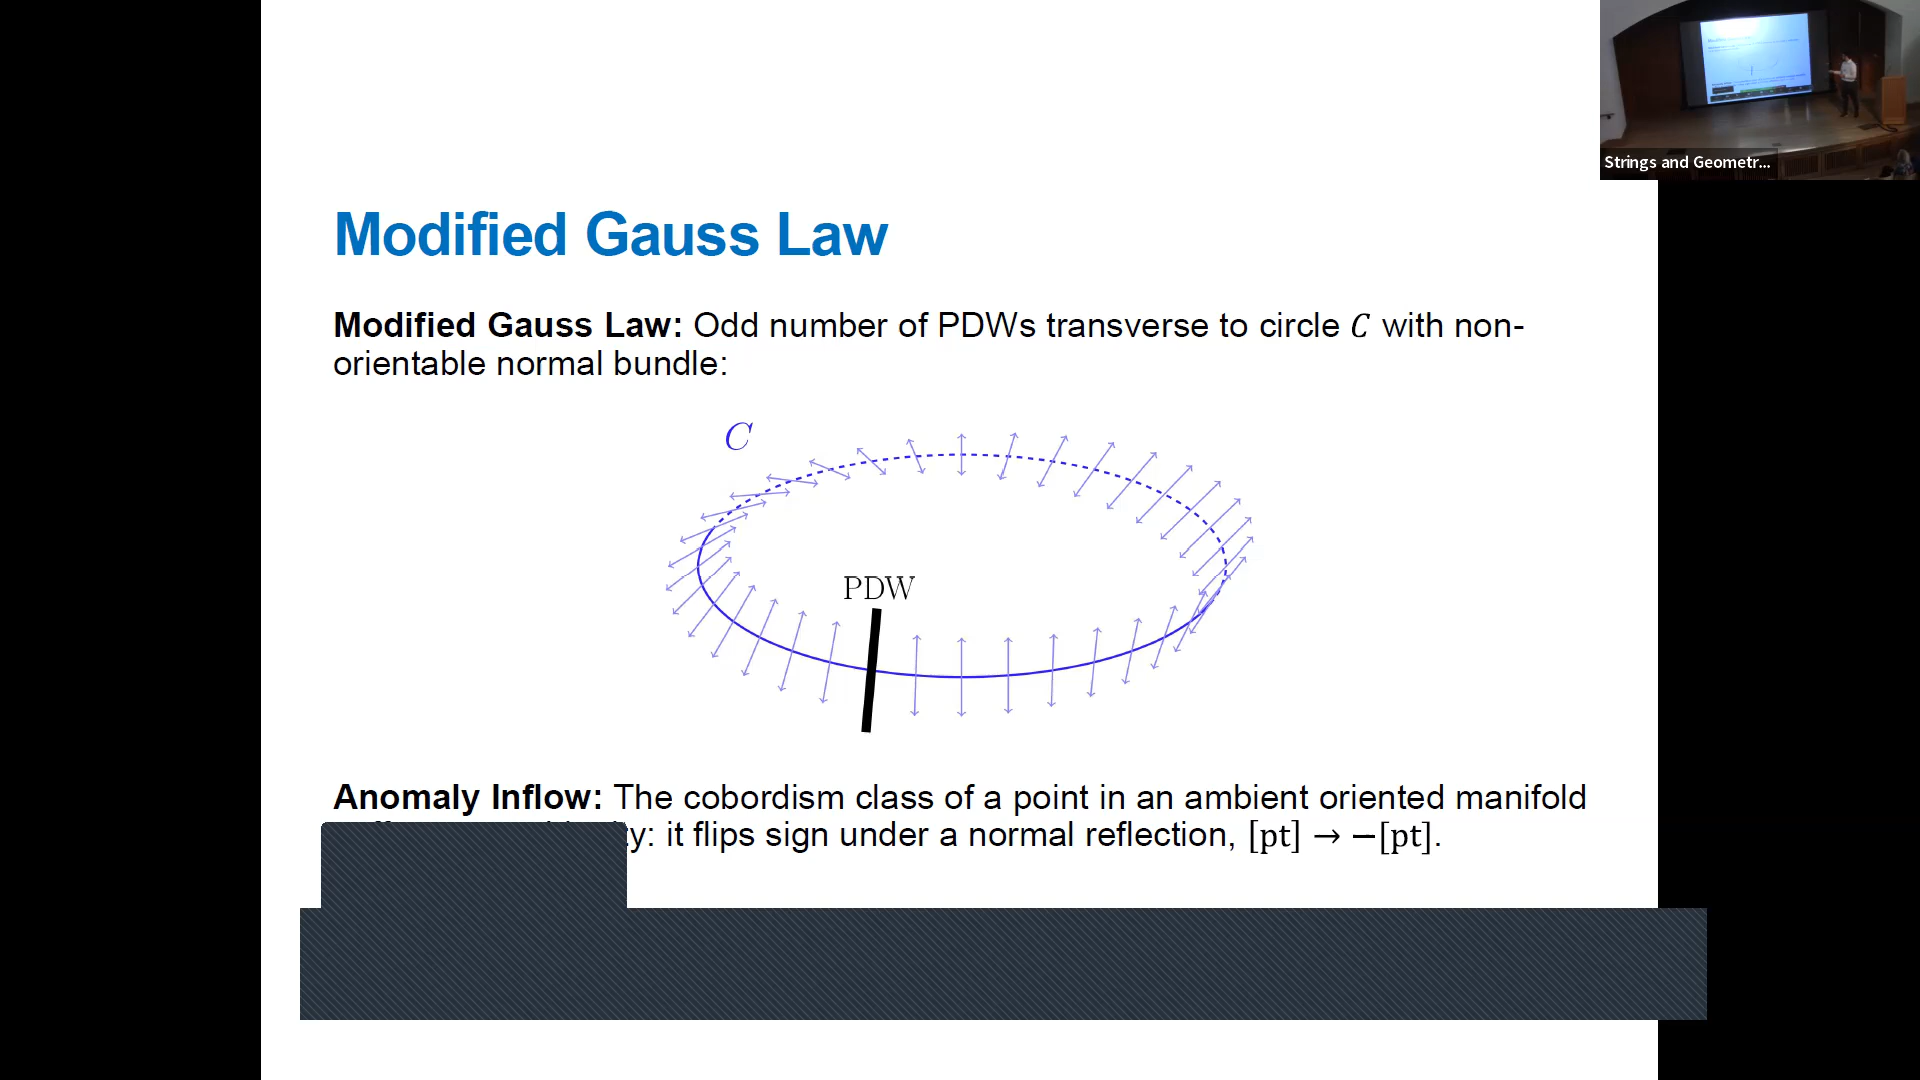 Strings and Geometr...
Modified Gauss Law
Modified Gauss Law: Odd number of PDWs transverse to circle C with non-
orientable normal bundle:
C
PDW
Anomaly Inflow: The cobordism class of a point in an ambient oriented manifold
it flips sign under a normal reflection, [pt] → −[pt].